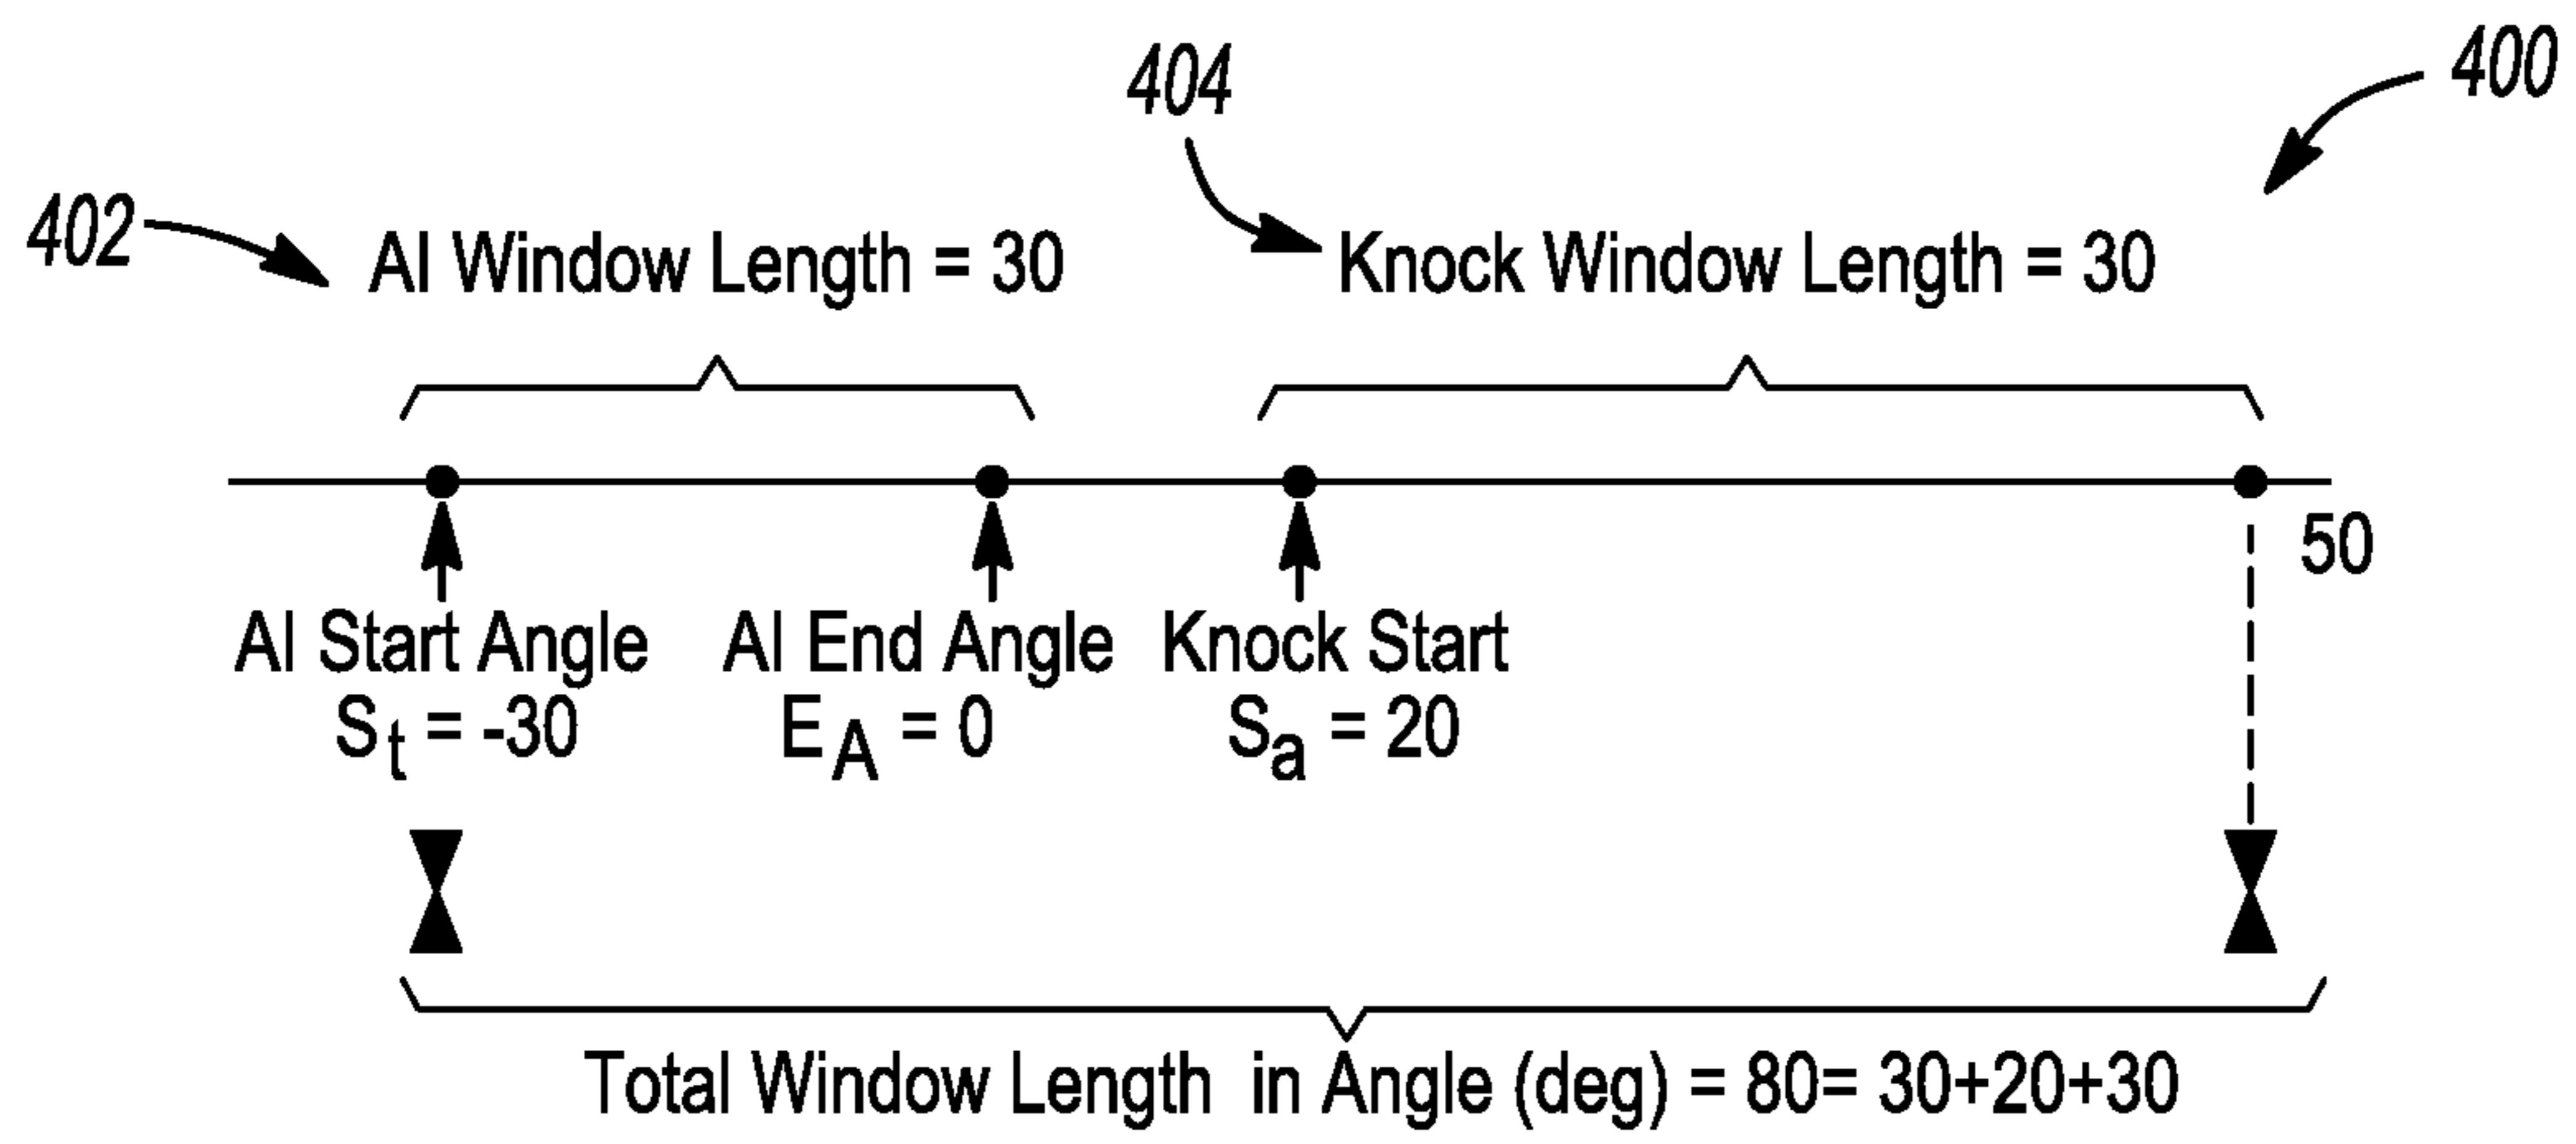 400
404
402
AI Window Length = 30
Knock Window Length = 30
50
AI Start Angle
St = -30
AI End Angle
EA = 0
Knock Start
Sa = 20
Total Window Length in Angle (deg) = 80= 30+20+30